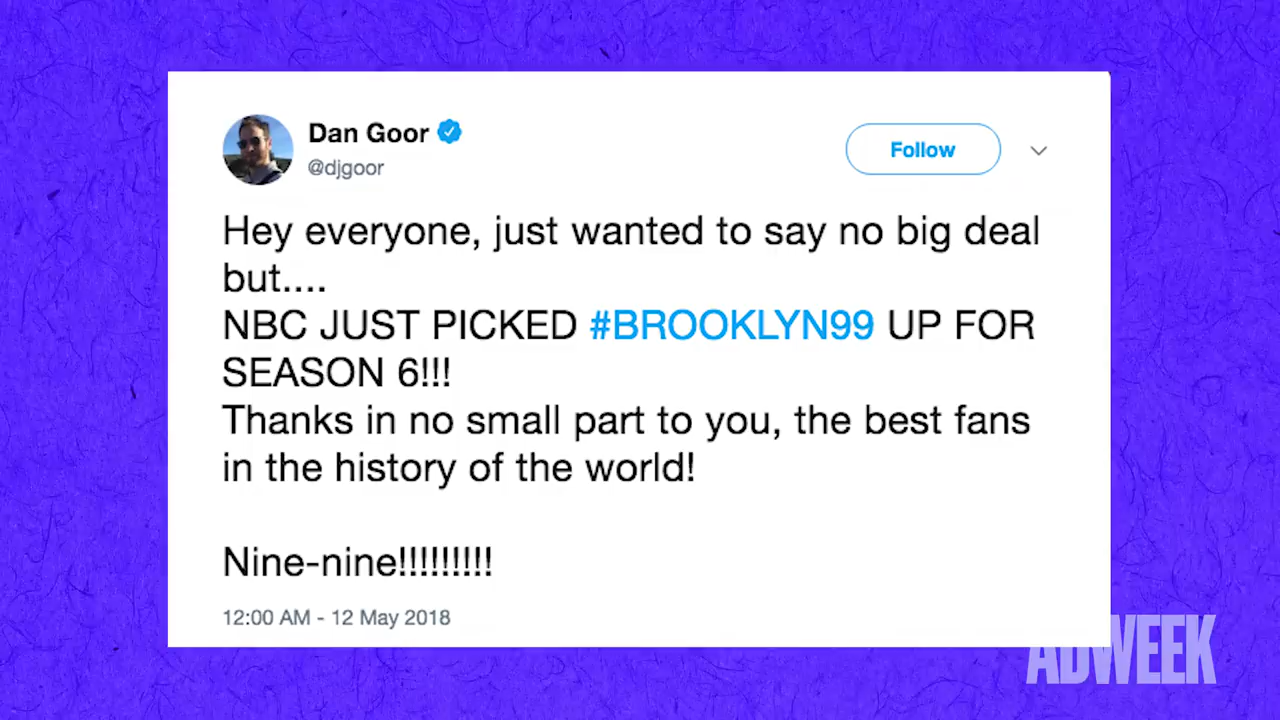 Dan Goor
@djgoor
Follow
Hey everyone, just wanted to say no big deal
but....
NBC JUST PICKED #BROOKLYN99 UP FOR
SEASON 6!!!
Thanks in no small part to you, the best fans
in the history of the world!
Nine-nine!!!!!!!!!
12:00 AM - 12 May 2018
ADWEEK